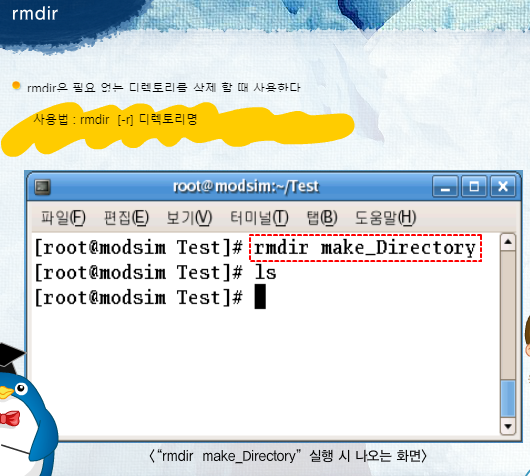 rmdir
rmdir은 필요 없는 디렉토리를 삭제 할 때 사용한다
사용법 : rmdir [-r] 디렉토리명
root@modsim:~/Test
파일(F) 편집(E) 보기(V) 터미널(T) 탭(B) 도움말(H)
[root@modsim Test]# rmdir make_Directory
[root@modsim Test]# ls
[root@modsim Test]#
〈“rmdir make_Directory” 실행 시 나오는 화면〉